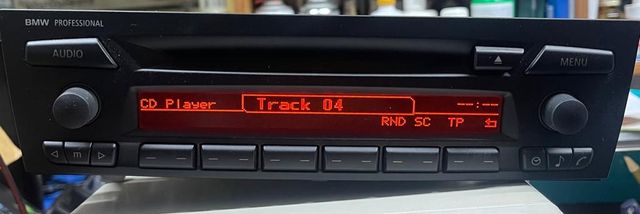 BMW PROFESSIONAL
AUDIO
MENU
CD Player Track 04 --:--
RND SC TP
m